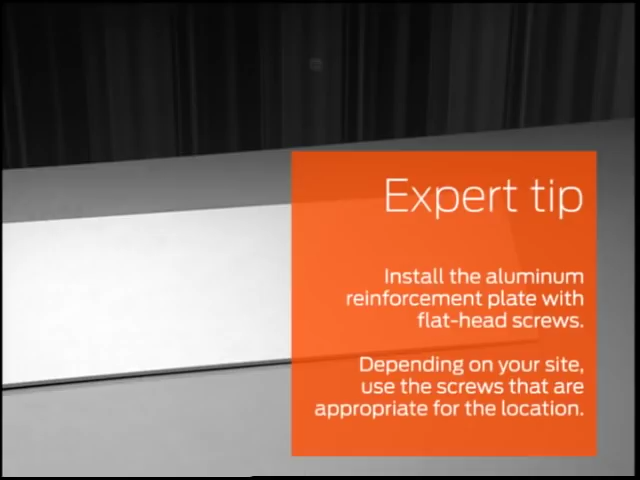 Expert tip
Install the aluminum
reinforcement plate with
flat-head screws.
Depending on your site,
use the screws that are
appropriate for the location.